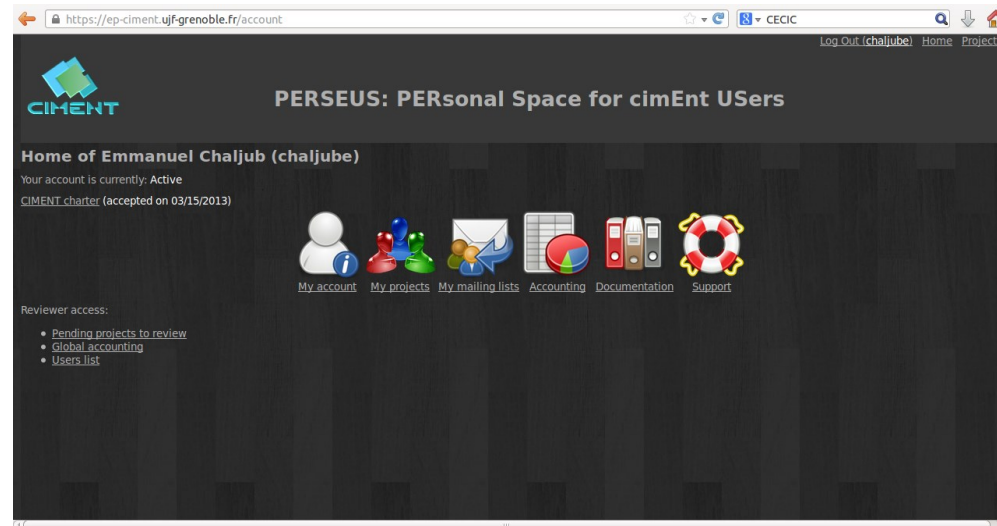 https://ep-ciment.ujf-grenoble.fr/account
CECIC
Log Out (chaljube) Home Project
CIMENT
PERSEUS: PERsonal Space for cimEnt USers
Home of Emmanuel Chaljub (chaljube)
Your account is currently: Active
CIMENT charter (accepted on 03/15/2013)
My account My projects My mailing lists Accounting Documentation Support
Reviewer access:
Pending projects to review
Global accounting
Users list